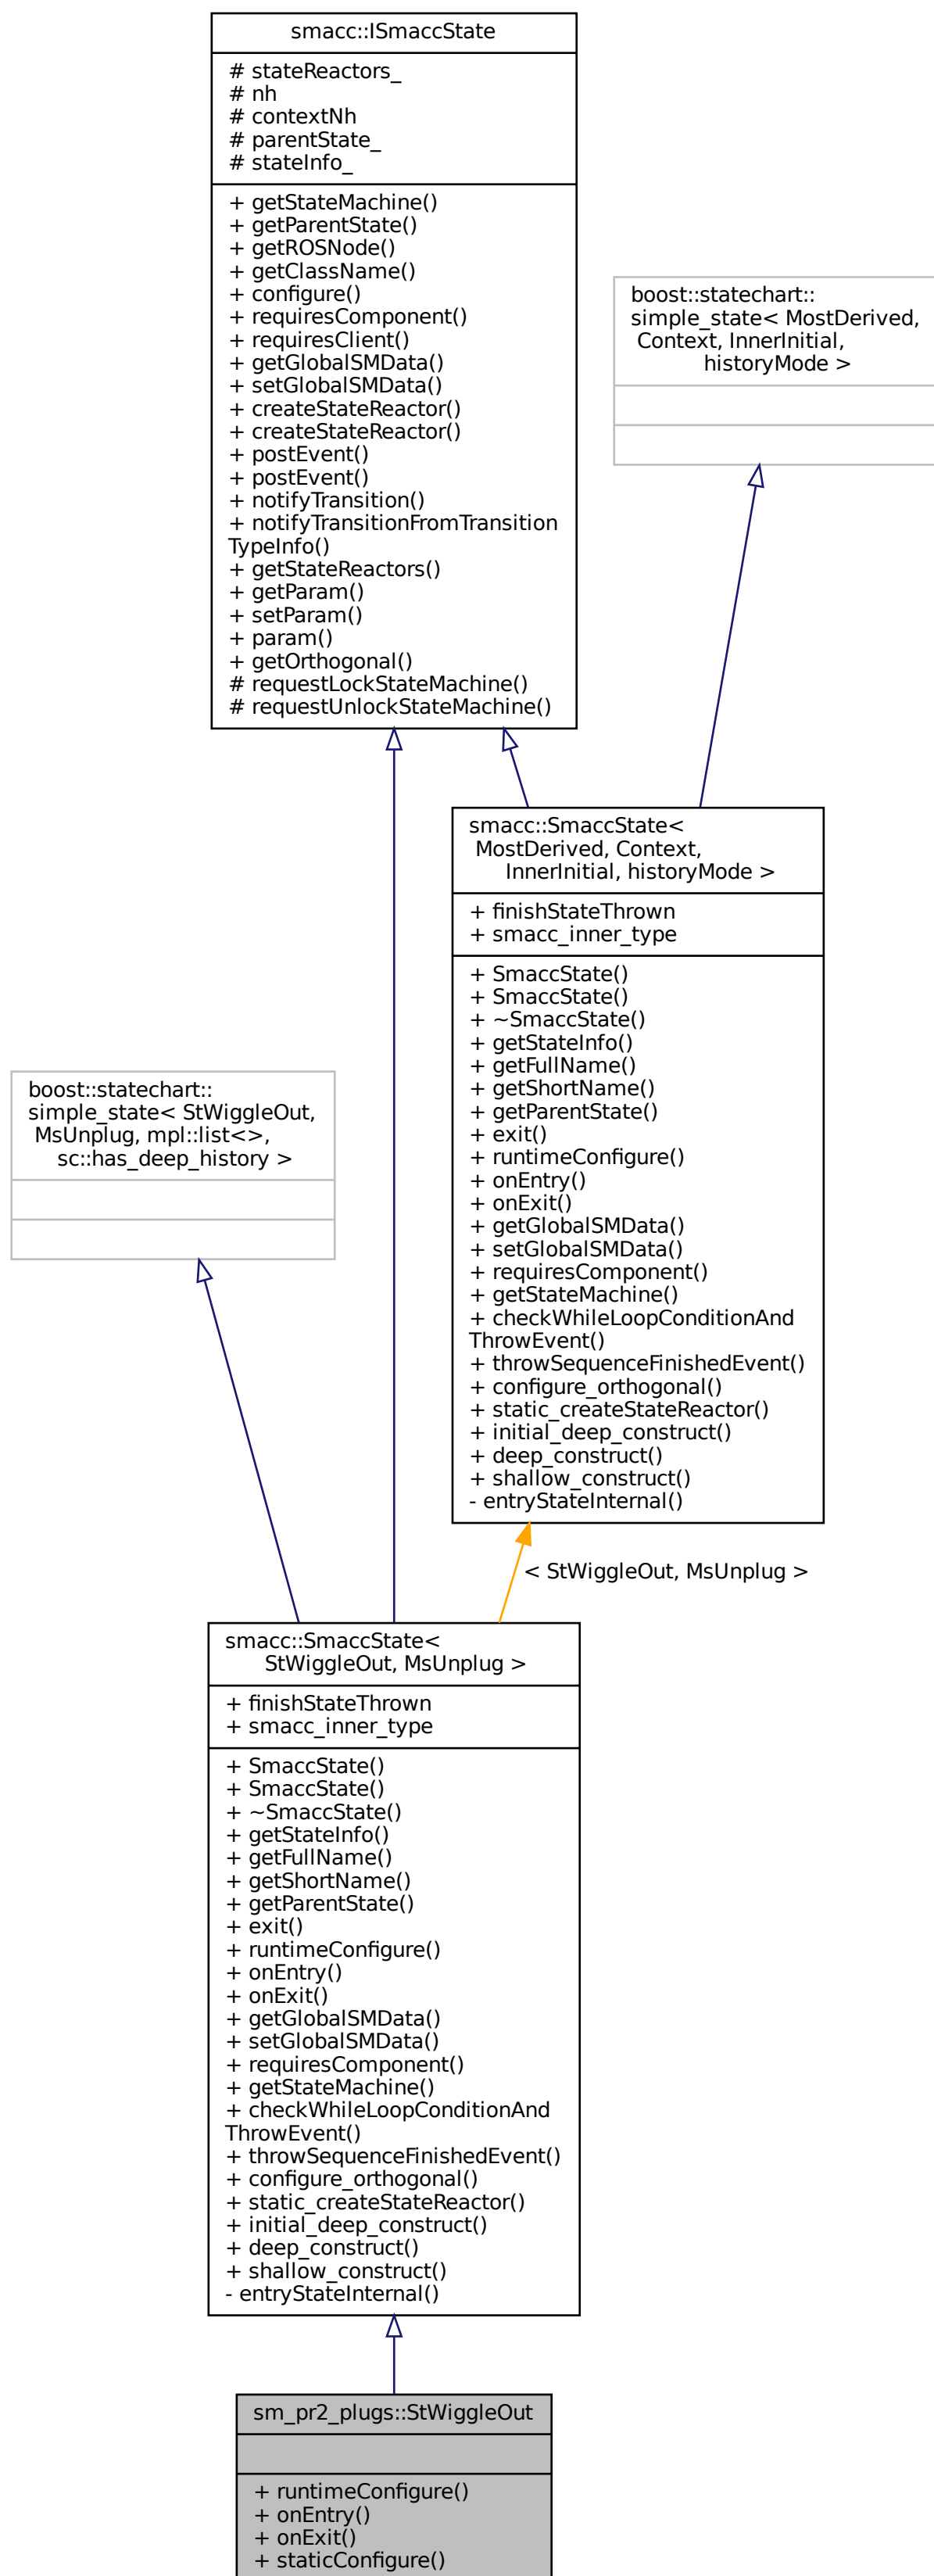 smacc::ISmaccState
# stateReactors_
# nh
# contextNh
# parentState_
# stateInfo_
+ getStateMachine()
+ getParentState()
+ getROSNode()
+ getClassName()
+ configure()
+ requiresComponent()
+ requiresClient()
+ getGlobalSMData()
+ setGlobalSMData()
+ createStateReactor()
+ createStateReactor()
+ postEvent()
+ postEvent()
+ notifyTransition()
+ notifyTransitionFromTransition
TypeInfo()
+ getStateReactors()
+ getParam()
+ setParam()
+ param()
+ getOrthogonal()
# requestLockStateMachine()
# requestUnlockStateMachine()
boost::statechart::
simple_state< MostDerived,
Context, InnerInitial,
historyMode >
smacc::SmaccState<
MostDerived, Context,
InnerInitial, historyMode >
+ finishStateThrown
+ smacc_inner_type
+ SmaccState()
+ SmaccState()
+ ~SmaccState()
+ getStateInfo()
+ getFullName()
+ getShortName()
+ getParentState()
+ exit()
+ runtimeConfigure()
+ onEntry()
+ onExit()
+ getGlobalSMData()
+ setGlobalSMData()
+ requiresComponent()
+ getStateMachine()
+ checkWhileLoopConditionAnd
ThrowEvent()
+ throwSequenceFinishedEvent()
+ configure_orthogonal()
+ static_createStateReactor()
+ initial_deep_construct()
+ deep_construct()
+ shallow_construct()
- entryStateInternal()
boost::statechart::
simple_state< StWiggleOut,
MsUnplug, mpl::list<>,
sc::has_deep_history >
< StWiggleOut, MsUnplug >
smacc::SmaccState<
StWiggleOut, MsUnplug >
+ finishStateThrown
+ smacc_inner_type
+ SmaccState()
+ SmaccState()
+ ~SmaccState()
+ getStateInfo()
+ getFullName()
+ getShortName()
+ getParentState()
+ exit()
+ runtimeConfigure()
+ onEntry()
+ onExit()
+ getGlobalSMData()
+ setGlobalSMData()
+ requiresComponent()
+ getStateMachine()
+ checkWhileLoopConditionAnd
ThrowEvent()
+ throwSequenceFinishedEvent()
+ configure_orthogonal()
+ static_createStateReactor()
+ initial_deep_construct()
+ deep_construct()
+ shallow_construct()
- entryStateInternal()
sm_pr2_plugs::StWiggleOut
+ runtimeConfigure()
+ onEntry()
+ onExit()
+ staticConfigure()